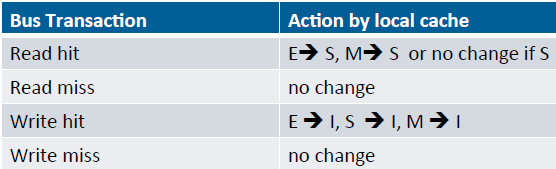 Bus Transaction Action by local cache
Read hit E➔ S, M➔ S or no change if S
Read miss no change
Write hit E ➔ I, S ➔ I, M ➔ I
Write miss no change